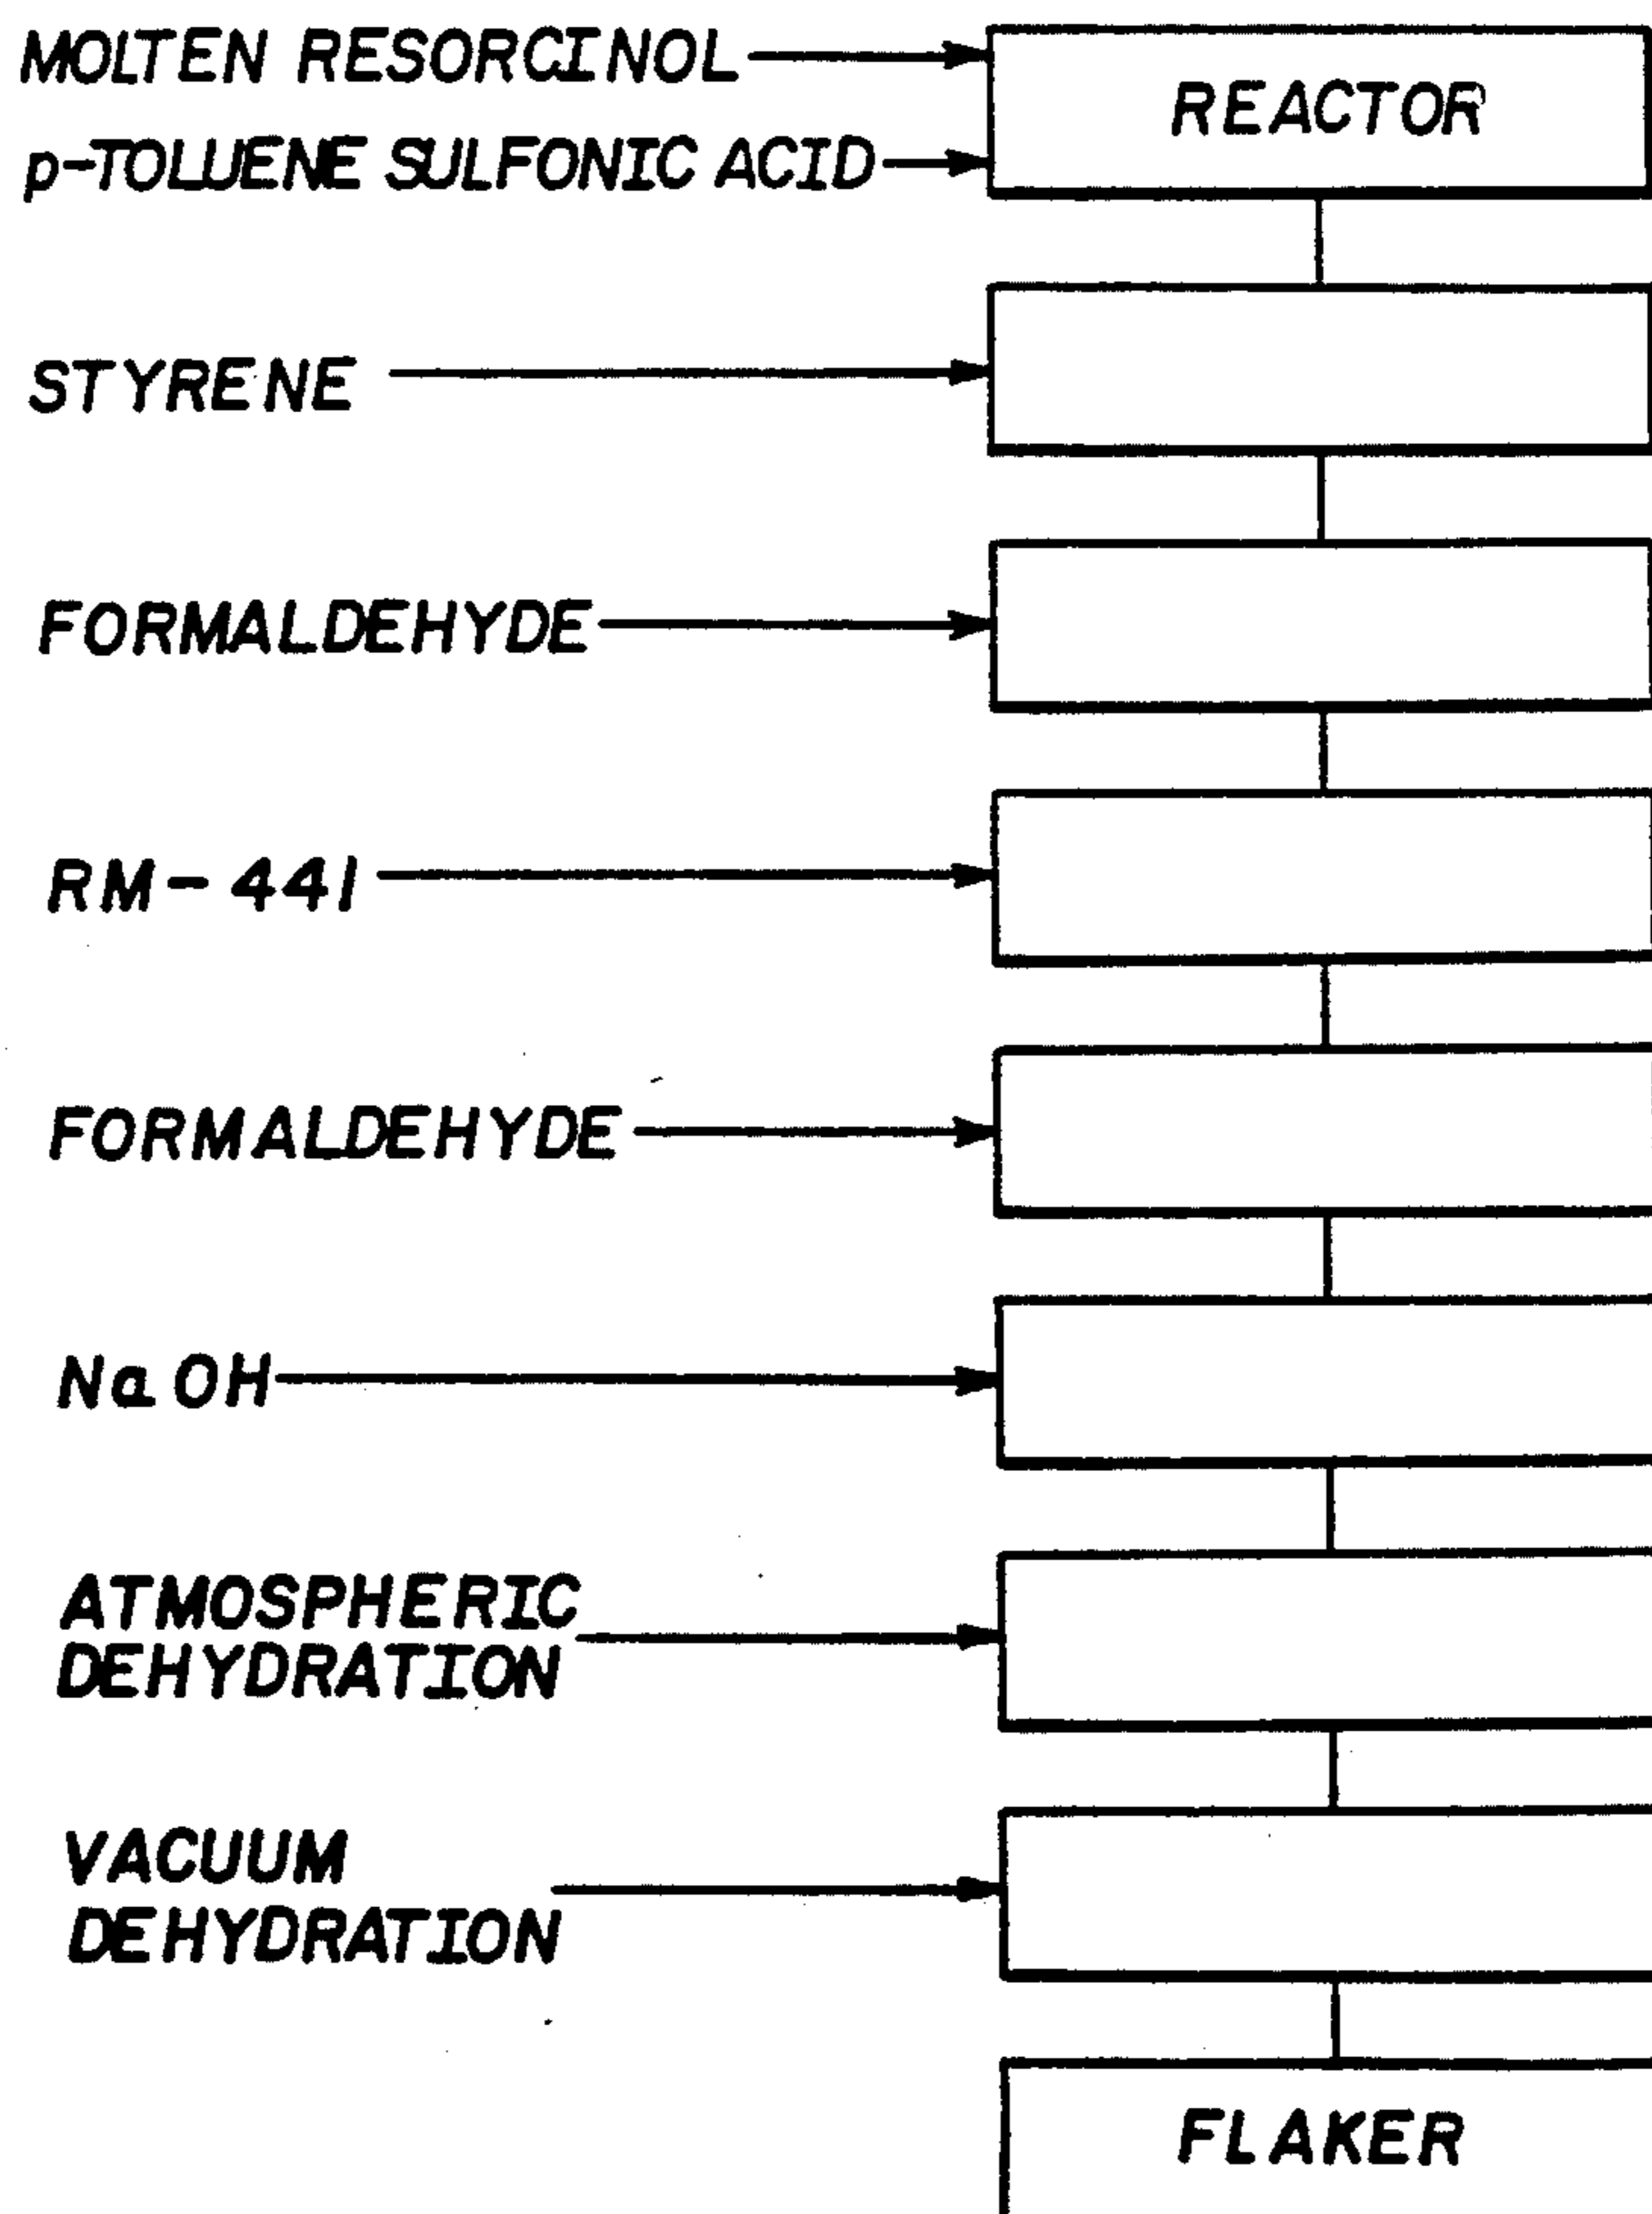 MOLTEN RESORCINOL
REACTOR
p-TOLUENE SULFONIC ACID
STYRENE
FORMALDEHYDE
RM-441
FORMALDEHYDE
NaOH
ATMOSPHERIC
DEHYDRATION
VACUUM
DEHYDRATION
FLAKER